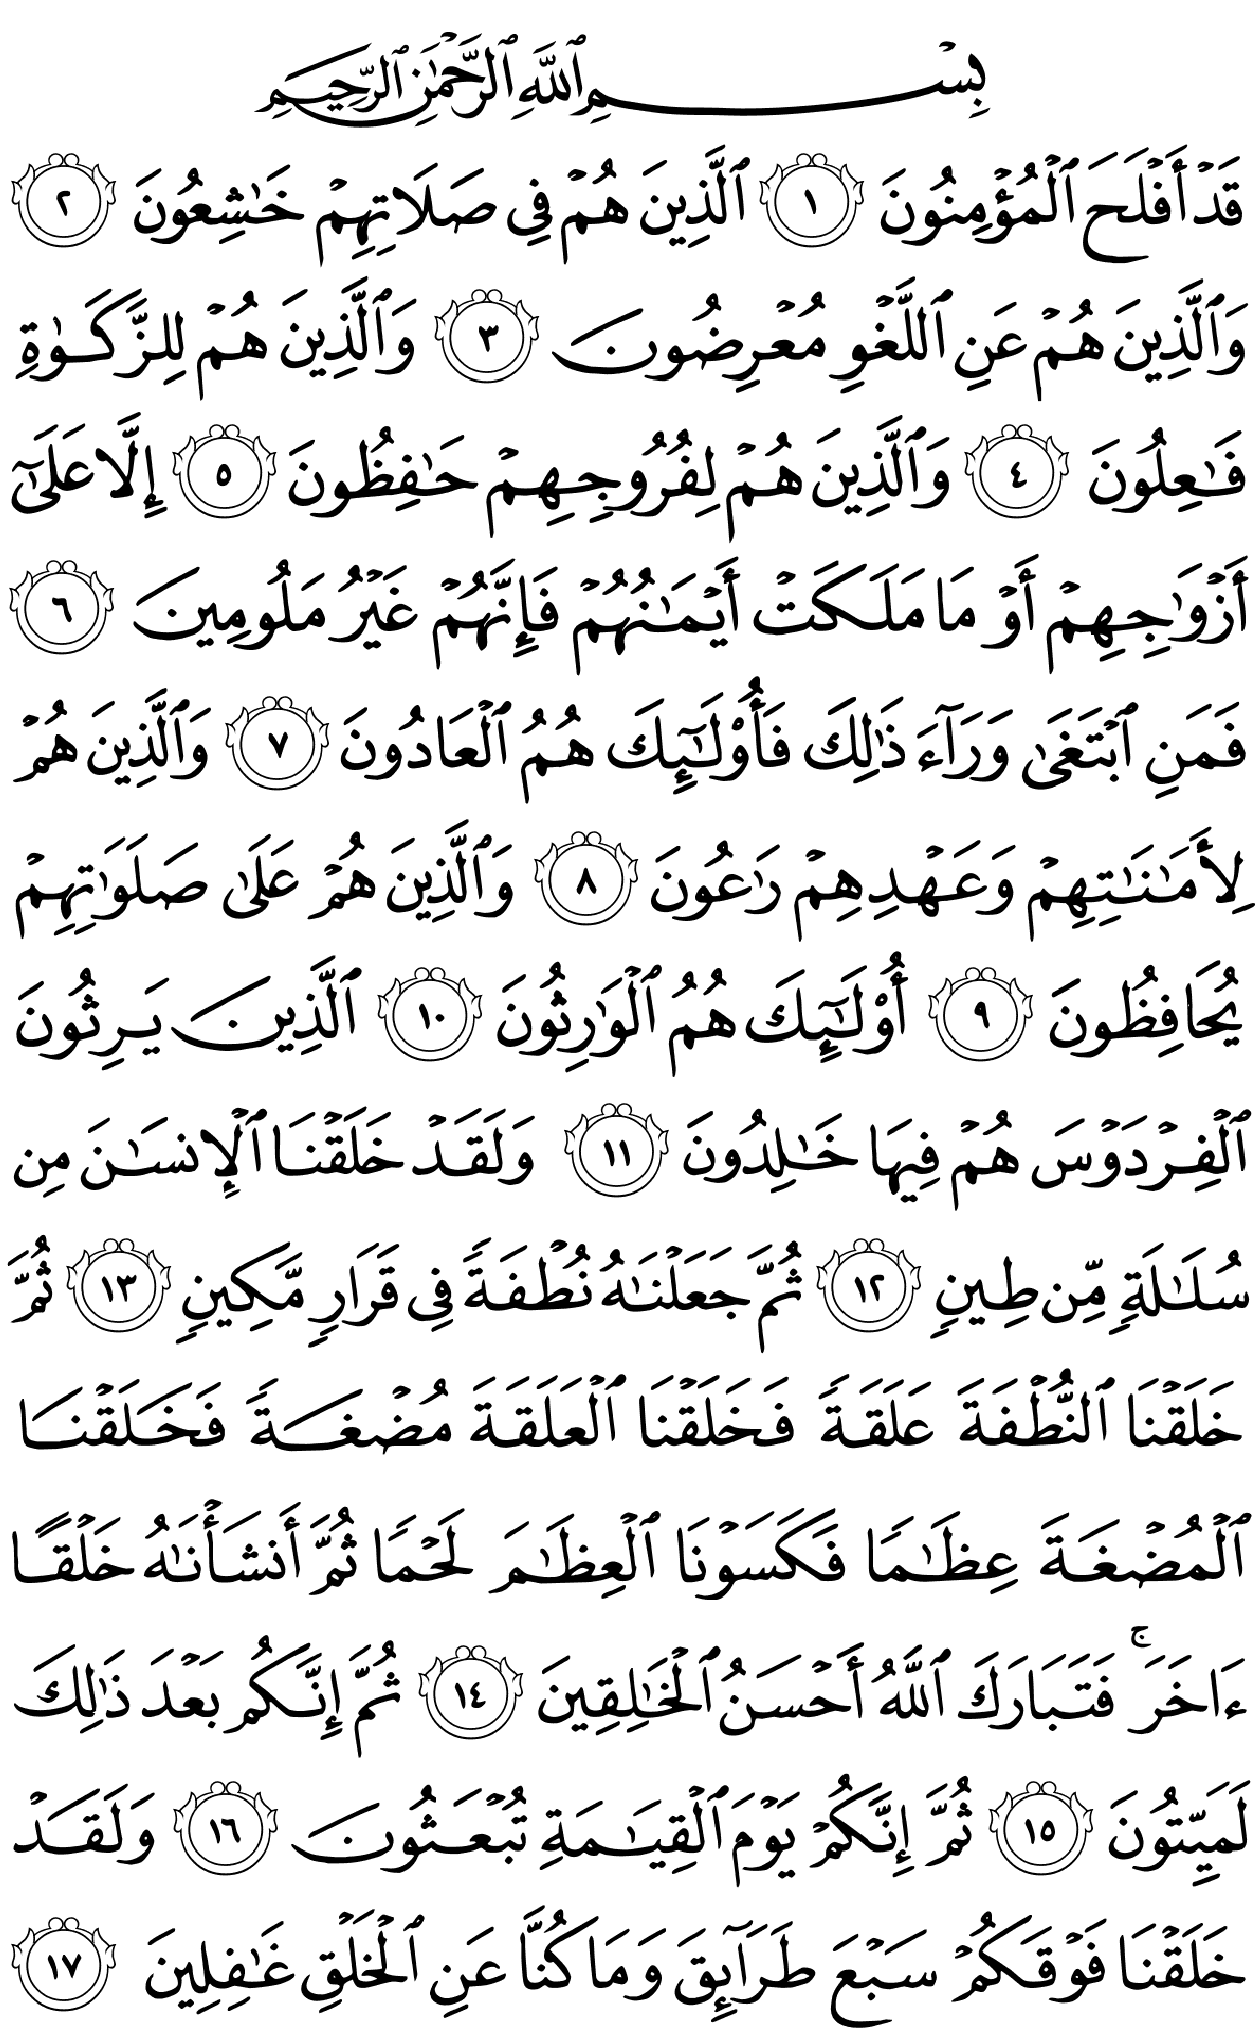 بِسْمِ ٱللَّهِ ٱلرَّحْمَٰنِ ٱلرَّحِيمِ
قَدْ أَفْلَحَ ٱلْمُؤْمِنُونَ ١ ٱلَّذِينَ هُمْ فِى صَلَاتِهِمْ خَٰشِعُونَ ٢
وَٱلَّذِينَ هُمْ عَنِ ٱللَّغْوِ مُعْرِضُونَ ٣ وَٱلَّذِينَ هُمْ لِلزَّكَوٰةِ
فَٰعِلُونَ ٤ وَٱلَّذِينَ هُمْ لِفُرُوجِهِمْ حَٰفِظُونَ ٥ إِلَّا عَلَىٰٓ
أَزْوَٰجِهِمْ أَوْ مَا مَلَكَتْ أَيْمَٰنُهُمْ فَإِنَّهُمْ غَيْرُ مَلُومِينَ ٦
فَمَنِ ٱبْتَغَىٰ وَرَآءَ ذَٰلِكَ فَأُو۟لَٰٓئِكَ هُمُ ٱلْعَادُونَ ٧ وَٱلَّذِينَ هُمْ
لِأَمَٰنَٰتِهِمْ وَعَهْدِهِمْ رَٰعُونَ ٨ وَٱلَّذِينَ هُمْ عَلَىٰ صَلَوَٰتِهِمْ
يُحَافِظُونَ ٩ أُو۟لَٰٓئِكَ هُمُ ٱلْوَٰرِثُونَ ١٠ ٱلَّذِينَ يَرِثُونَ
ٱلْفِرْدَوْسَ هُمْ فِيهَا خَٰلِدُونَ ١١ وَلَقَدْ خَلَقْنَا ٱلْإِنسَٰنَ مِن
سُلَٰلَةٍ مِّن طِينٍ ١٢ ثُمَّ جَعَلْنَٰهُ نُطْفَةً فِى قَرَارٍ مَّكِينٍ ١٣ ثُمَّ
خَلَقْنَا ٱلنُّطْفَةَ عَلَقَةً فَخَلَقْنَا ٱلْعَلَقَةَ مُضْغَةً فَخَلَقْنَا
ٱلْمُضْغَةَ عِظَٰمًا فَكَسَوْنَا ٱلْعِظَٰمَ لَحْمًا ثُمَّ أَنشَأْنَٰهُ خَلْقًا
ءَاخَرَ ۚ فَتَبَارَكَ ٱللَّهُ أَحْسَنُ ٱلْخَٰلِقِينَ ١٤ ثُمَّ إِنَّكُم بَعْدَ ذَٰلِكَ
لَمَيِّتُونَ ١٥ ثُمَّ إِنَّكُمْ يَوْمَ ٱلْقِيَٰمَةِ تُبْعَثُونَ ١٦ وَلَقَدْ
خَلَقْنَا فَوْقَكُمْ سَبْعَ طَرَآئِقَ وَمَا كُنَّا عَنِ ٱلْخَلْقِ غَٰفِلِينَ ١٧